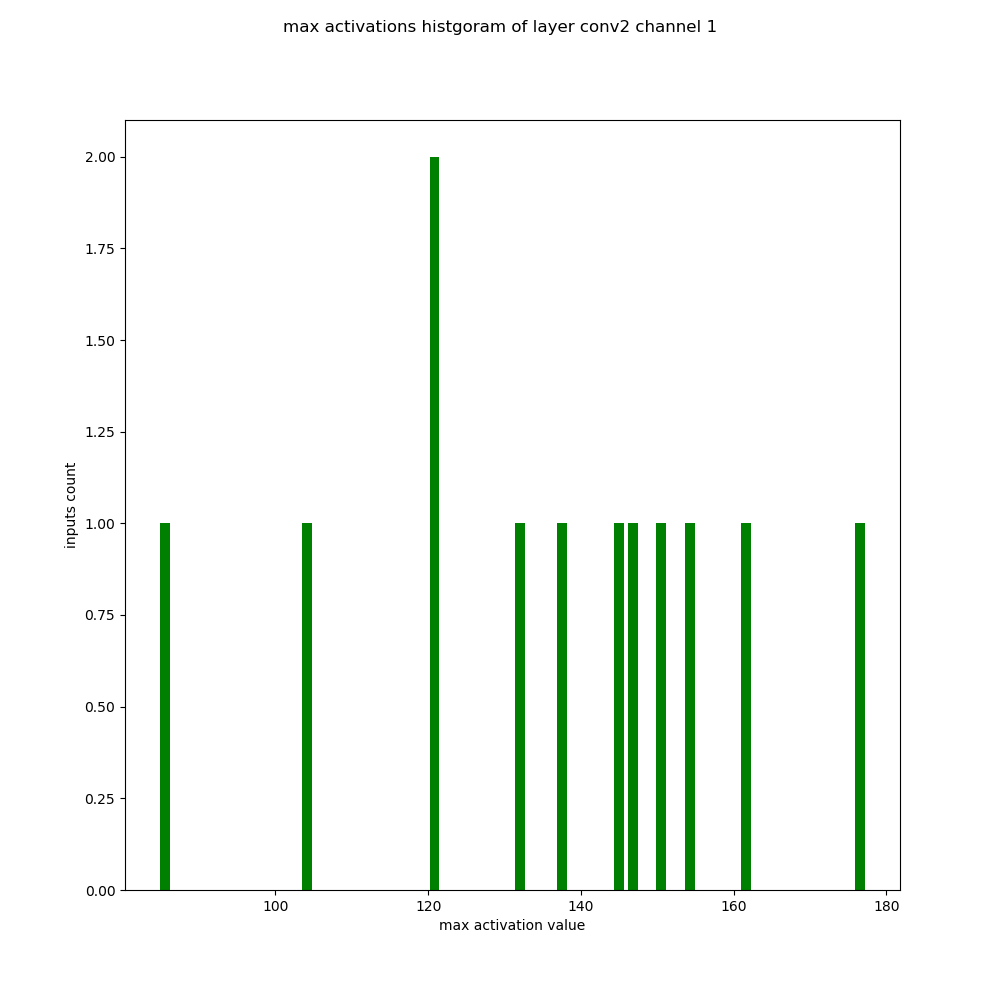 max activations histgoram of layer conv2 channel 1
2.00
1.75
1.50
1.25
1.00
0.75
0.50
0.25
0.00
inputs count
100 120 140 160 180
max activation value